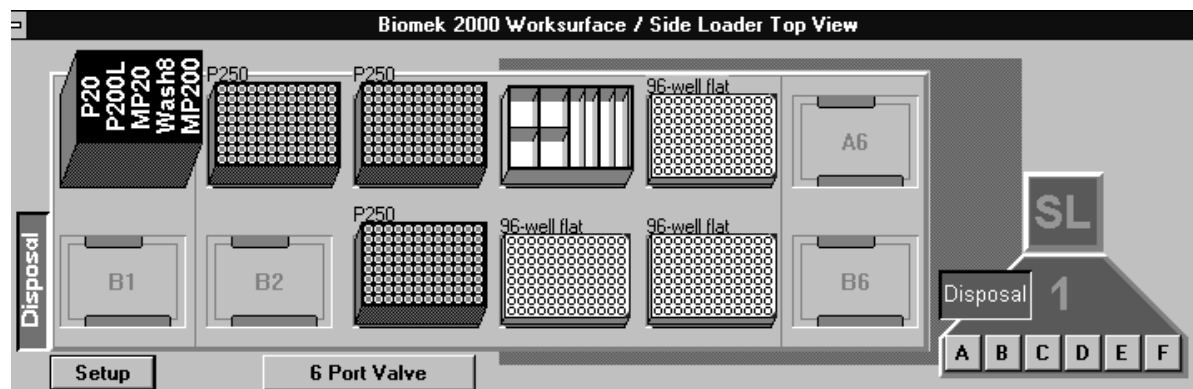 Biomek 2000 Worksurface / Side Loader Top View
P20
P200L
MP20
Wash8
MP200
P250
P250
96-well flat
A6
P250
96-well flat
96-well flat
B1
B2
B6
Disposal
SL
1
Disposal
A B C D E F
Setup
6 Port Valve